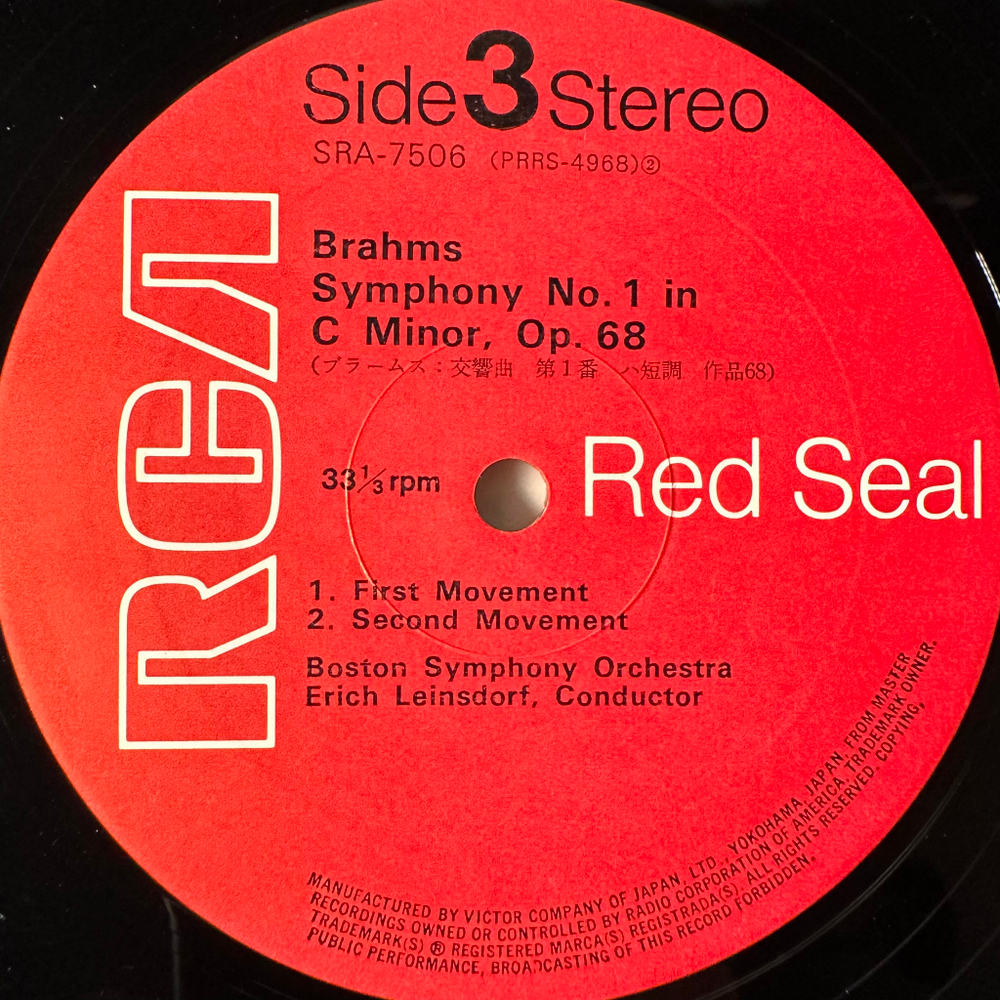 Side 3 Stereo
SRA-7506 (PRRS-4968)②
Brahms
Symphony No. 1 in
C Minor, Op. 68
(ブラームス：交響曲 第1番 ハ短調 作品68)
RCA
33⅓ rpm
Red Seal
1. First Movement
2. Second Movement
Boston Symphony Orchestra
Erich Leinsdorf, Conductor
MANUFACTURED BY VICTOR COMPANY OF JAPAN, LTD., YOKOHAMA, JAPAN, FROM MASTER
RECORDINGS OWNED OR CONTROLLED BY RADIO CORPORATION OF AMERICA, TRADEMARK OWNER.
TRADEMARK(S) ® REGISTERED MARCA(S) REGISTRADA(S) ALL RIGHTS RESERVED. COPYING,
PUBLIC PERFORMANCE, BROADCASTING OF THIS RECORD FORBIDDEN.